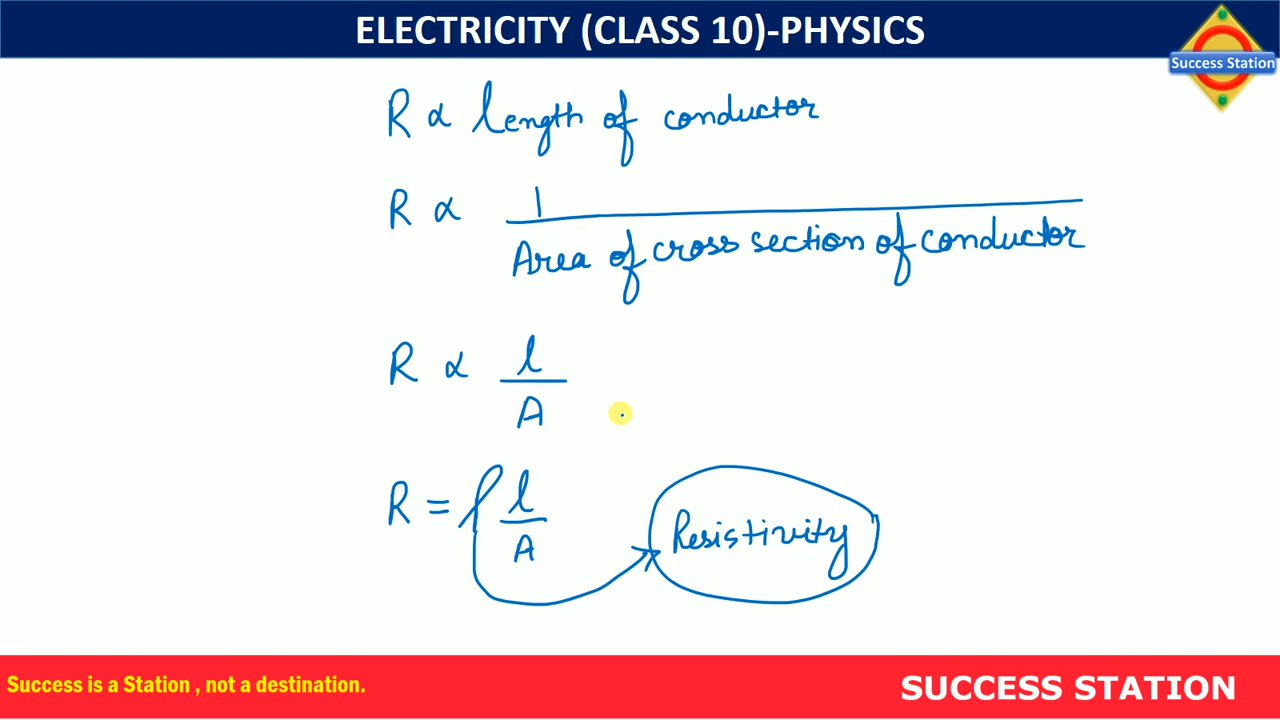 ELECTRICITY (CLASS 10)-PHYSICS
Success Station
R ∝ length of conductor
R ∝ 1
Area of cross section of conductor
R ∝ l
A
R = ρ l
A
Resistivity
Success is a Station , not a destination.
SUCCESS STATION